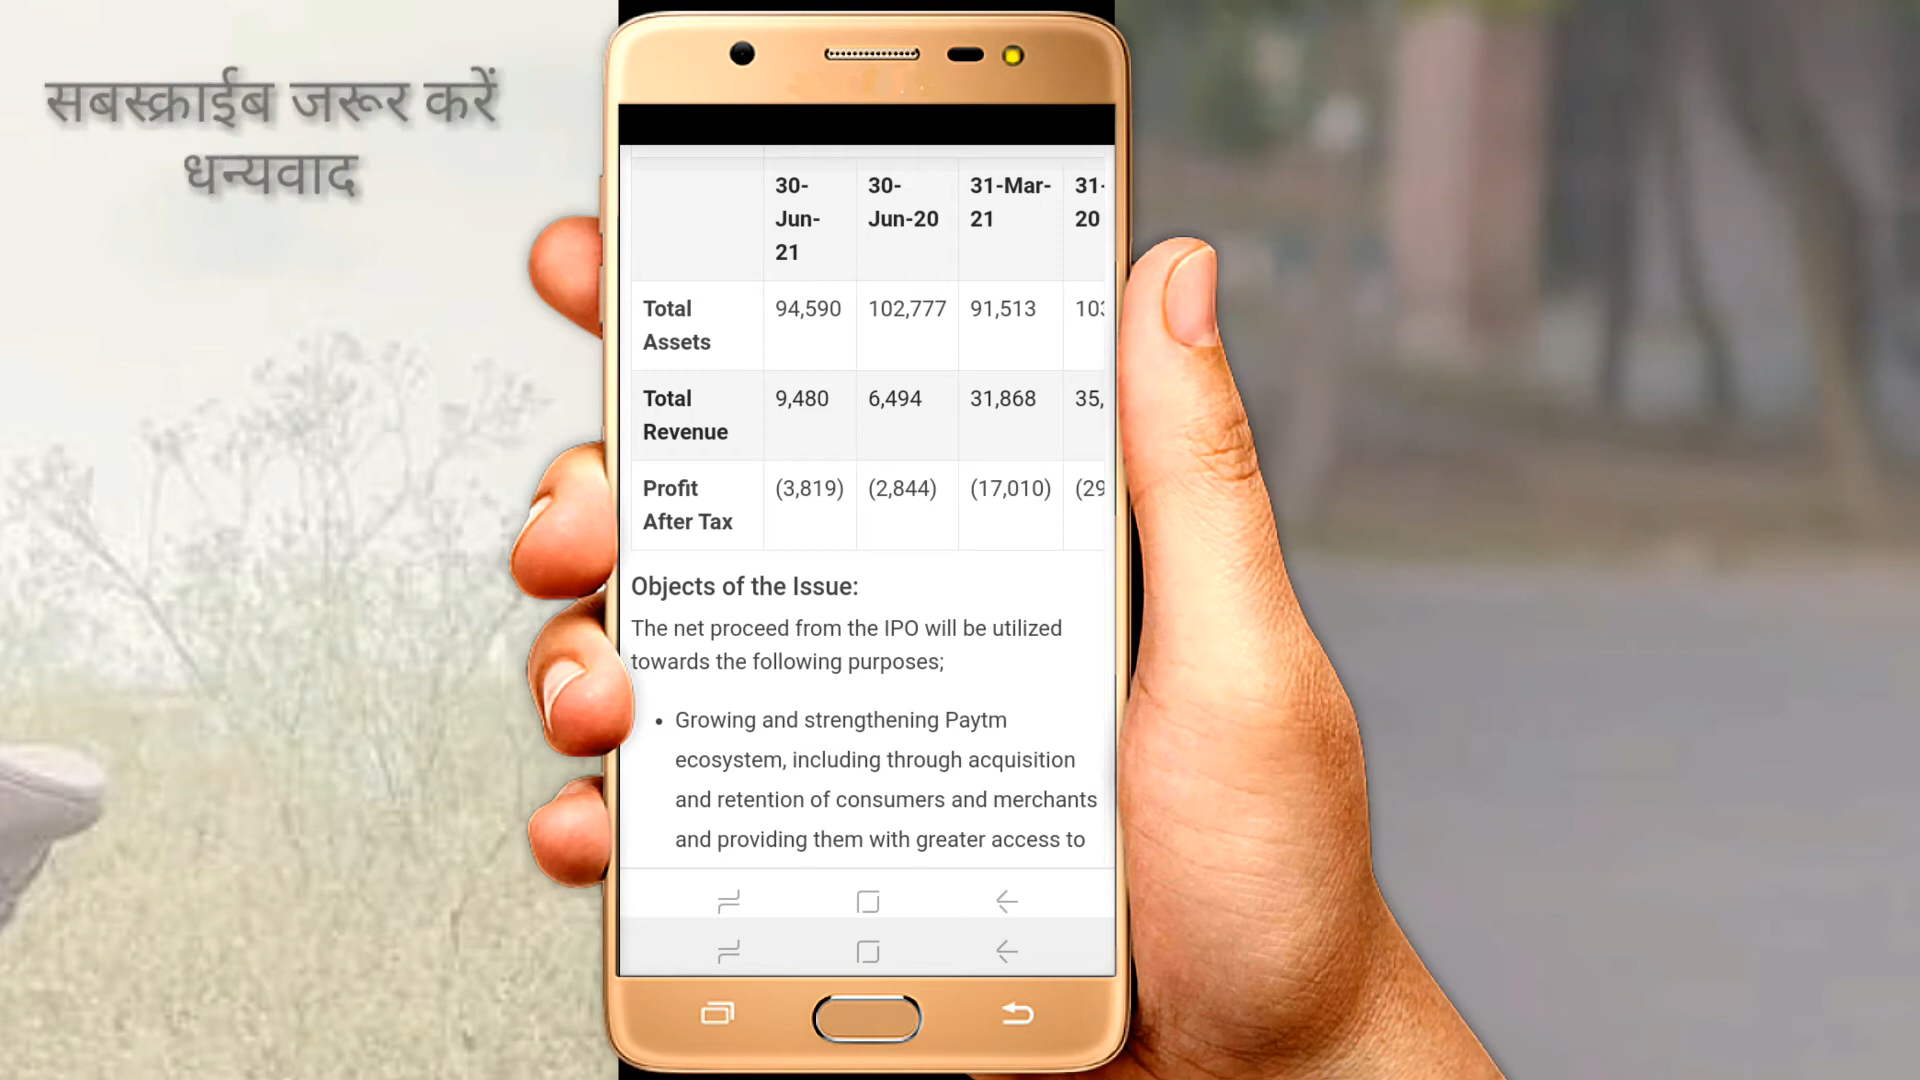 सबस्क्राईब जरूर करें
धन्यवाद
30-Jun-21 30-Jun-20 31-Mar-21 31- 20
Total Assets 94,590 102,777 91,513
Total Revenue 9,480 6,494 31,868 35,
Profit After Tax (3,819) (2,844) (17,010) (29
Objects of the Issue:
The net proceed from the IPO will be utilized
towards the following purposes;
• Growing and strengthening Paytm
ecosystem, including through acquisition
and retention of consumers and merchants
and providing them with greater access to